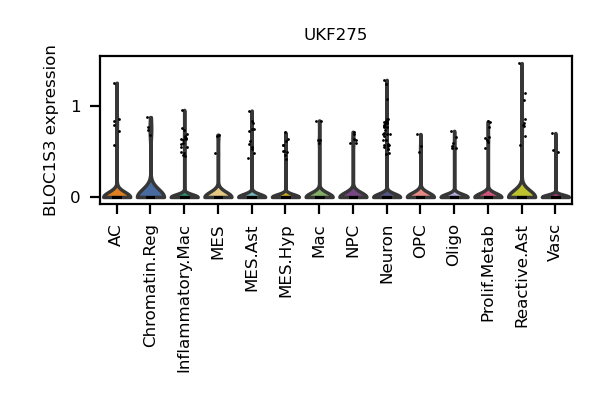 UKF275
BLOC1S3 expression
1
0
AC
Chromatin.Reg
Inflammatory.Mac
MES
MES.Ast
MES.Hyp
Mac
NPC
Neuron
OPC
Oligo
Prolif.Metab
Reactive.Ast
Vasc